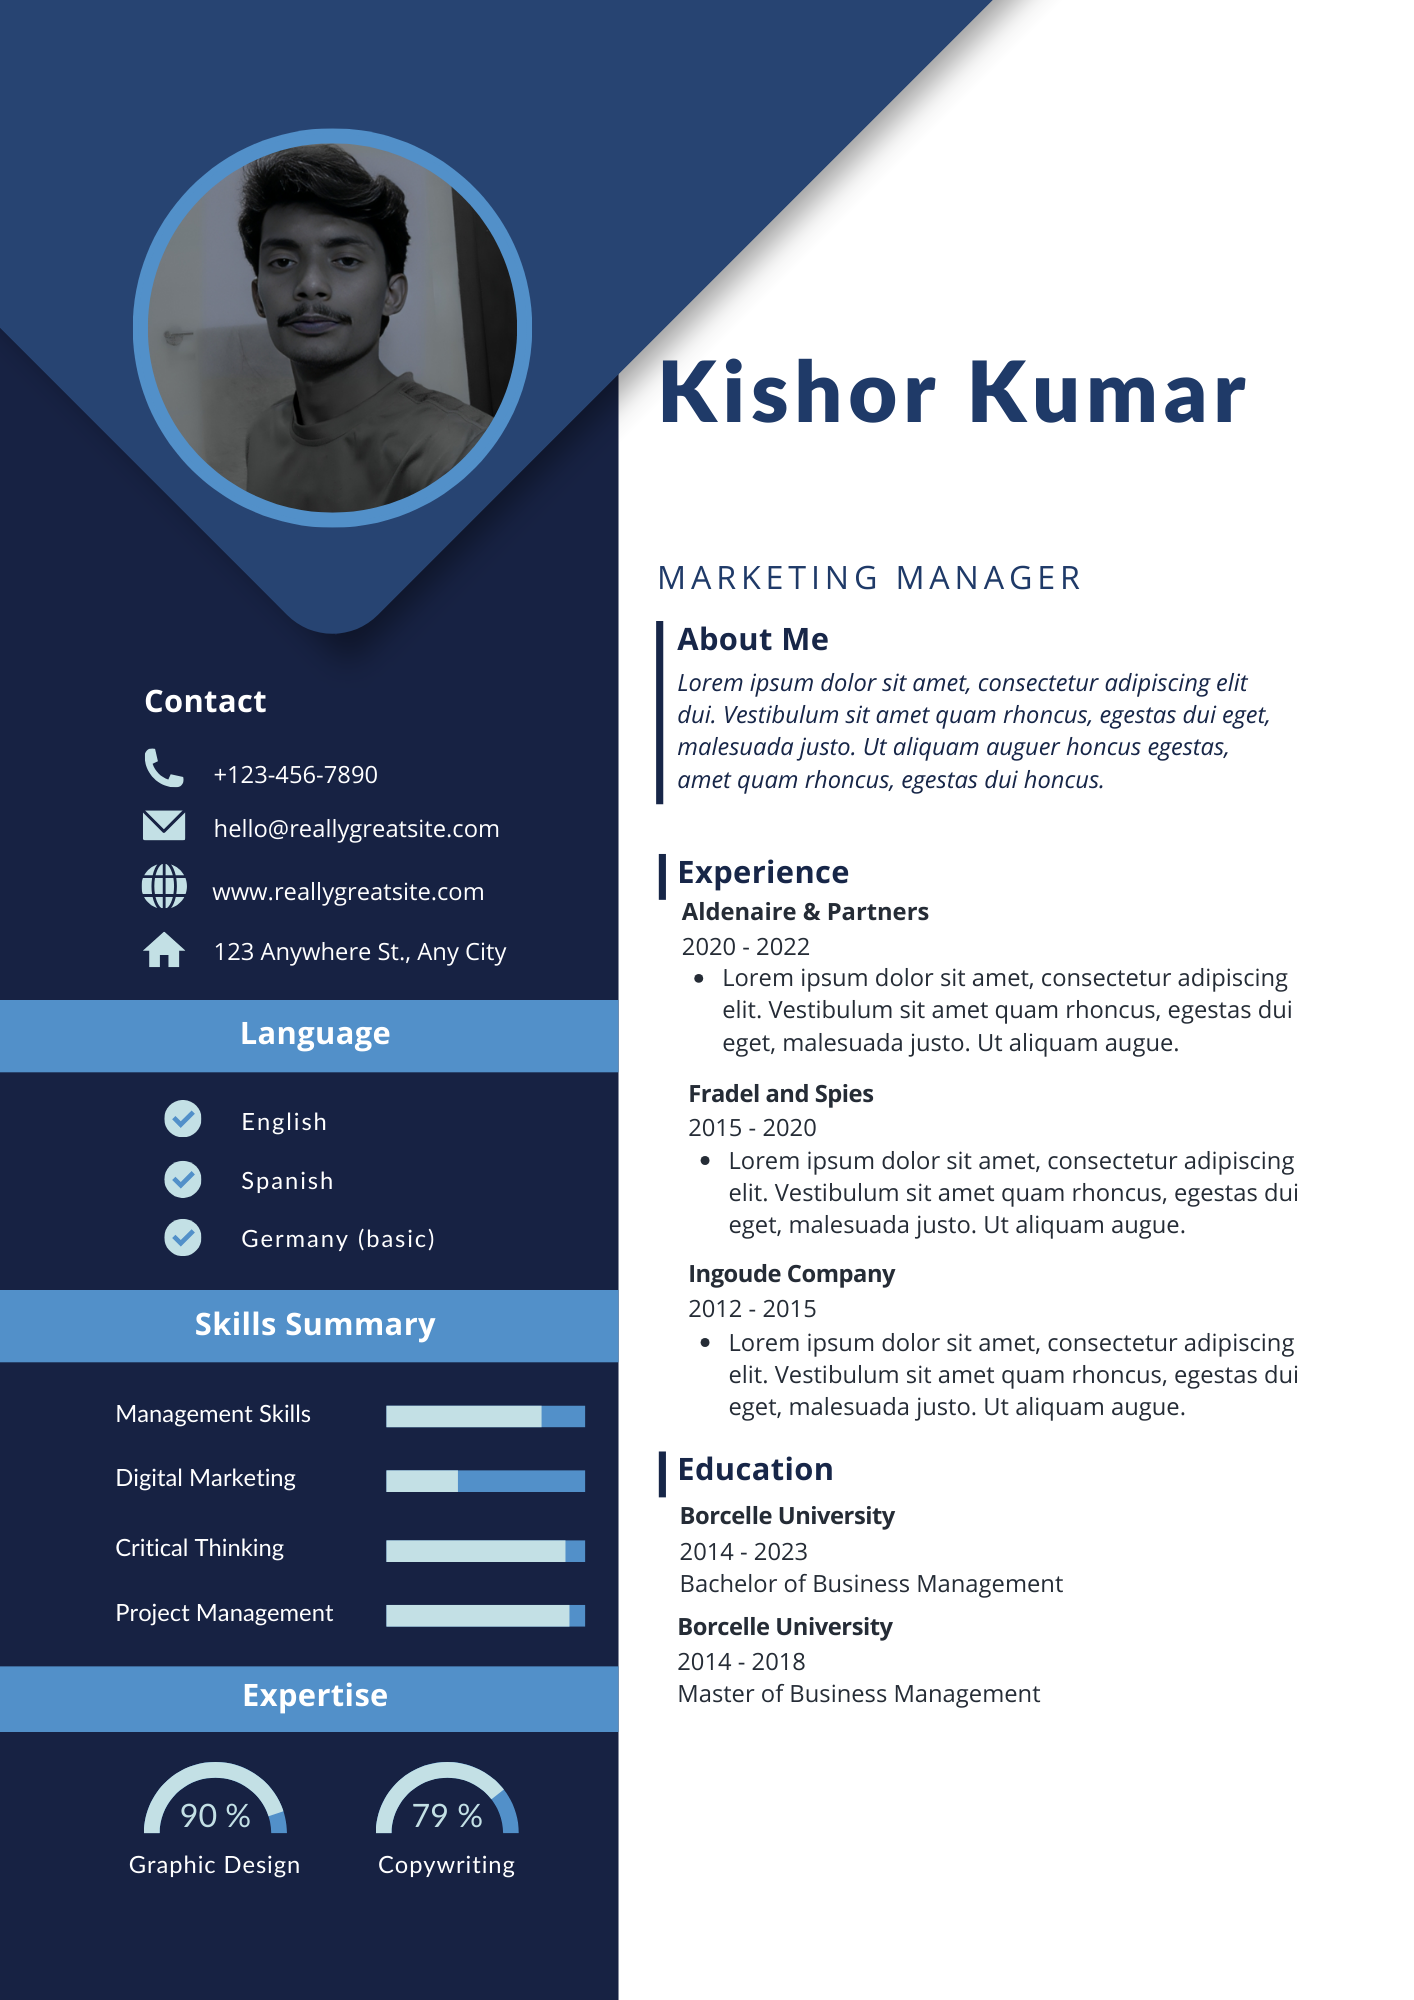 Kishor Kumar
MARKETING MANAGER
About Me
Lorem ipsum dolor sit amet, consectetur adipiscing elit
dui. Vestibulum sit amet quam rhoncus, egestas dui eget,
malesuada justo. Ut aliquam auguer honcus egestas,
amet quam rhoncus, egestas dui honcus.
Contact
+123-456-7890
hello@reallygreatsite.com
www.reallygreatsite.com
123 Anywhere St., Any City
Language
English
Spanish
Germany (basic)
Skills Summary
Management Skills
Digital Marketing
Critical Thinking
Project Management
Expertise
90 %
Graphic Design
79 %
Copywriting
Experience
Aldenaire & Partners
2020 - 2022
• Lorem ipsum dolor sit amet, consectetur adipiscing
elit. Vestibulum sit amet quam rhoncus, egestas dui
eget, malesuada justo. Ut aliquam augue.
Fradel and Spies
2015 - 2020
• Lorem ipsum dolor sit amet, consectetur adipiscing
elit. Vestibulum sit amet quam rhoncus, egestas dui
eget, malesuada justo. Ut aliquam augue.
Ingoude Company
2012 - 2015
• Lorem ipsum dolor sit amet, consectetur adipiscing
elit. Vestibulum sit amet quam rhoncus, egestas dui
eget, malesuada justo. Ut aliquam augue.
Education
Borcelle University
2014 - 2023
Bachelor of Business Management
Borcelle University
2014 - 2018
Master of Business Management